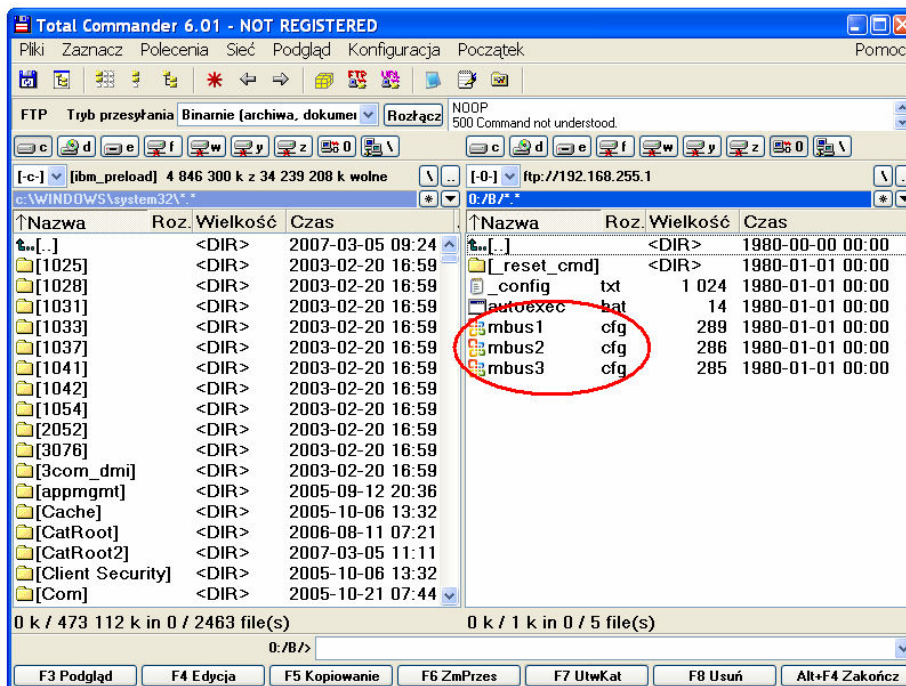 Total Commander 6.01 - NOT REGISTERED
Pliki Zaznacz Polecenia Sieć Podgląd Konfiguracja Początek Pomoc
FTP Tryb przesyłania Binarnie (archiwa, dokumer Rozłącz NOOP
500 Command not understood.
c d e f w y z 0 \ c d e f w y z 0 \
[-c-] [ibm_preload] 4 846 300 k z 34 239 208 k wolne \ .. [-0-] ftp://192.168.255.1 \ ..
c:\WINDOWS\system32\*.* * 0:/B/*.* *
↑Nazwa Roz. Wielkość Czas ↑Nazwa Roz. Wielkość Czas
[..] <DIR> 2007-03-05 09:24 [..] <DIR> 1980-00-00 00:00
[1025] <DIR> 2003-02-20 16:59 [_reset_cmd] <DIR> 1980-01-01 00:00
[1028] <DIR> 2003-02-20 16:59 _config txt 1 024 1980-01-01 00:00
[1031] <DIR> 2003-02-20 16:59 autoexec bat 14 1980-01-01 00:00
[1033] <DIR> 2003-02-20 16:59 mbus1 cfg 289 1980-01-01 00:00
[1037] <DIR> 2003-02-20 16:59 mbus2 cfg 286 1980-01-01 00:00
[1041] <DIR> 2003-02-20 16:59 mbus3 cfg 285 1980-01-01 00:00
[1042] <DIR> 2003-02-20 16:59
[1054] <DIR> 2003-02-20 16:59
[2052] <DIR> 2003-02-20 16:59
[3076] <DIR> 2003-02-20 16:59
[3com_dmi] <DIR> 2003-02-20 16:59
[appmgmt] <DIR> 2005-09-12 20:36
[Cache] <DIR> 2005-10-06 13:32
[CatRoot] <DIR> 2006-08-11 07:21
[CatRoot2] <DIR> 2007-03-05 11:11
[Client Security] <DIR> 2005-10-06 13:32
[Com] <DIR> 2005-10-21 07:44
0 k / 473 112 k in 0 / 2463 file(s) 0 k / 1 k in 0 / 5 file(s)
0:/B/>
F3 Podgląd F4 Edycja F5 Kopiowanie F6 ZmPrzes F7 UtwKat F8 Usuń Alt+F4 Zakończ